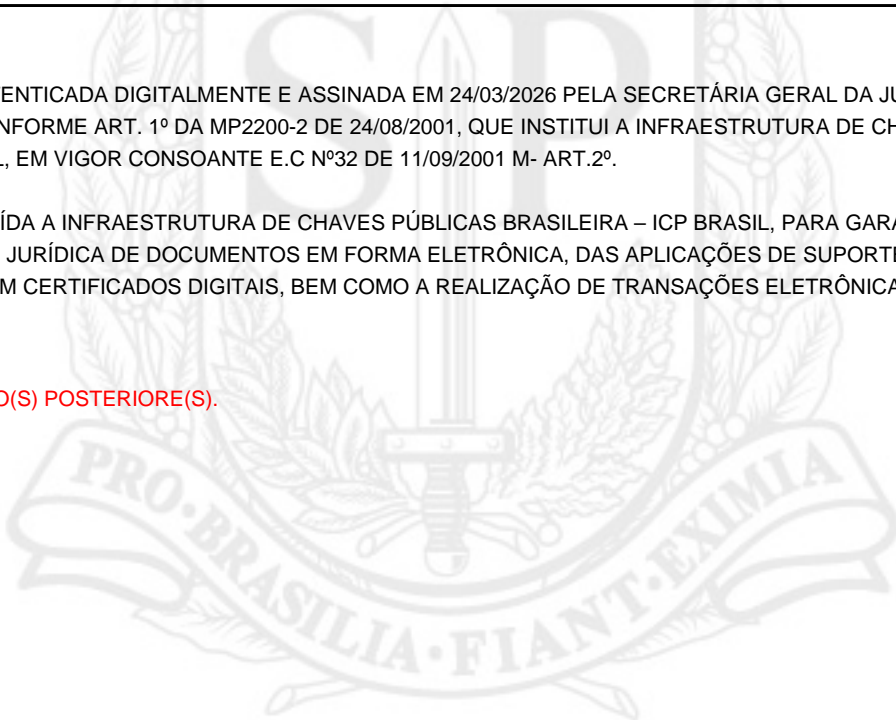 ENTICADA DIGITALMENTE E ASSINADA EM 24/03/2026 PELA SECRETÁRIA GERAL DA JU
NFORME ART. 1º DA MP2200-2 DE 24/08/2001, QUE INSTITUI A INFRAESTRUTURA DE CH
, EM VIGOR CONSOANTE E.C Nº32 DE 11/09/2001 M- ART.2º.
ÍDA A INFRAESTRUTURA DE CHAVES PÚBLICAS BRASILEIRA – ICP BRASIL, PARA GARA
JURÍDICA DE DOCUMENTOS EM FORMA ELETRÔNICA, DAS APLICAÇÕES DE SUPORTE
M CERTIFICADOS DIGITAIS, BEM COMO A REALIZAÇÃO DE TRANSAÇÕES ELETRÔNICA
O(S) POSTERIORE(S).
SP
PRO·BRASILIA·FIANT·EXIMIA